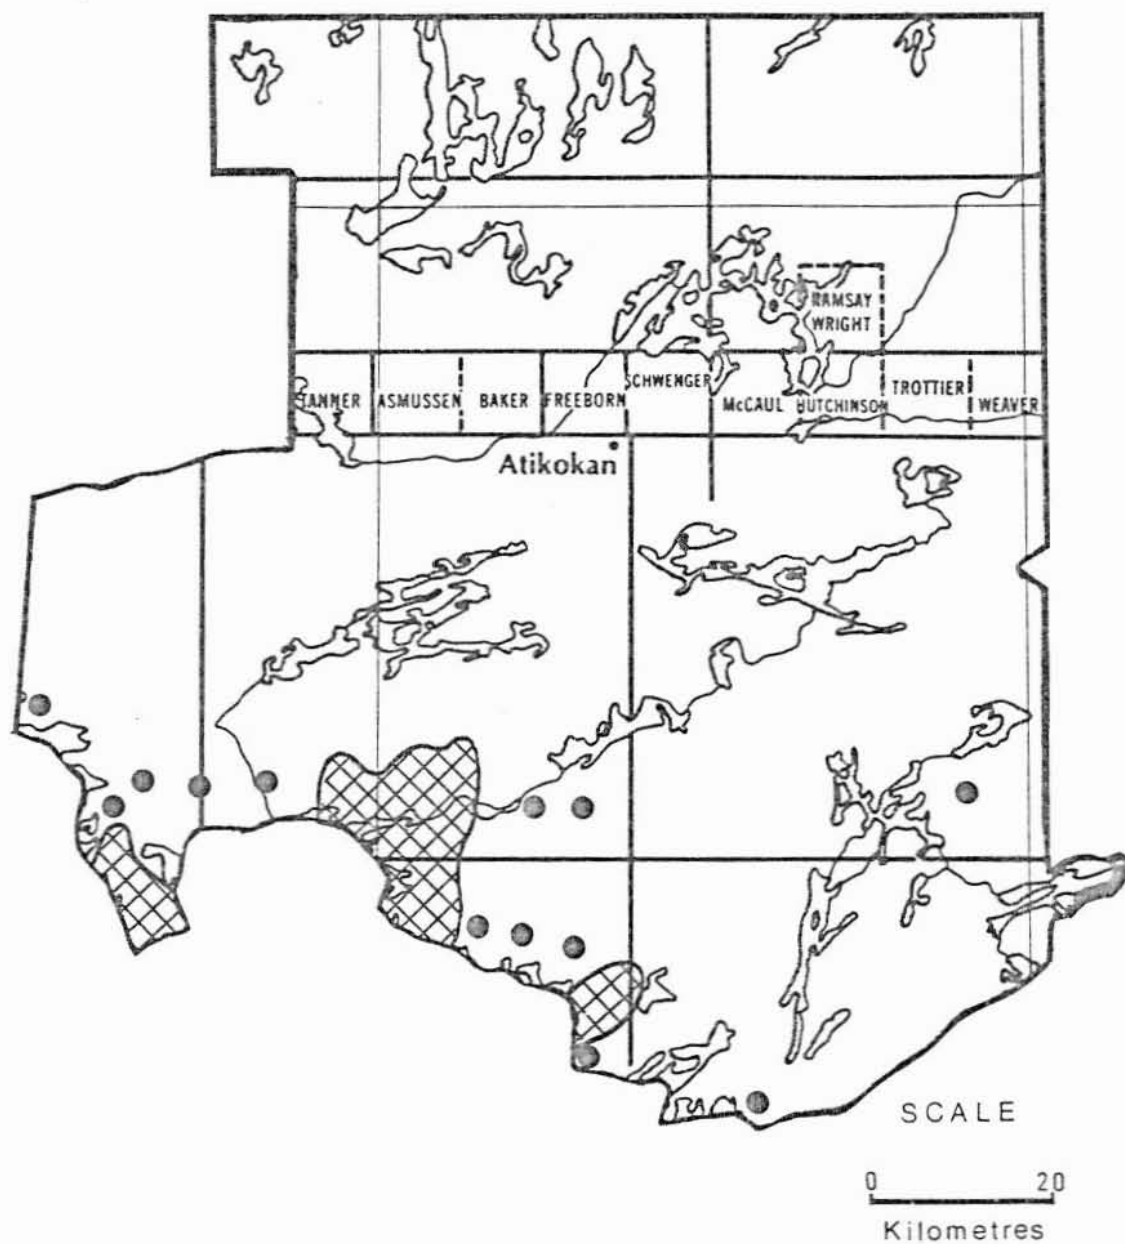 RAMSAY
WRIGHT
TANNER
ASMUSSEN
BAKER
FREEBORN
SCHWENGER
McCAUL
HUTCHINSON
TROTTIER
WEAVER
Atikokan
SCALE
0 20
Kilometres